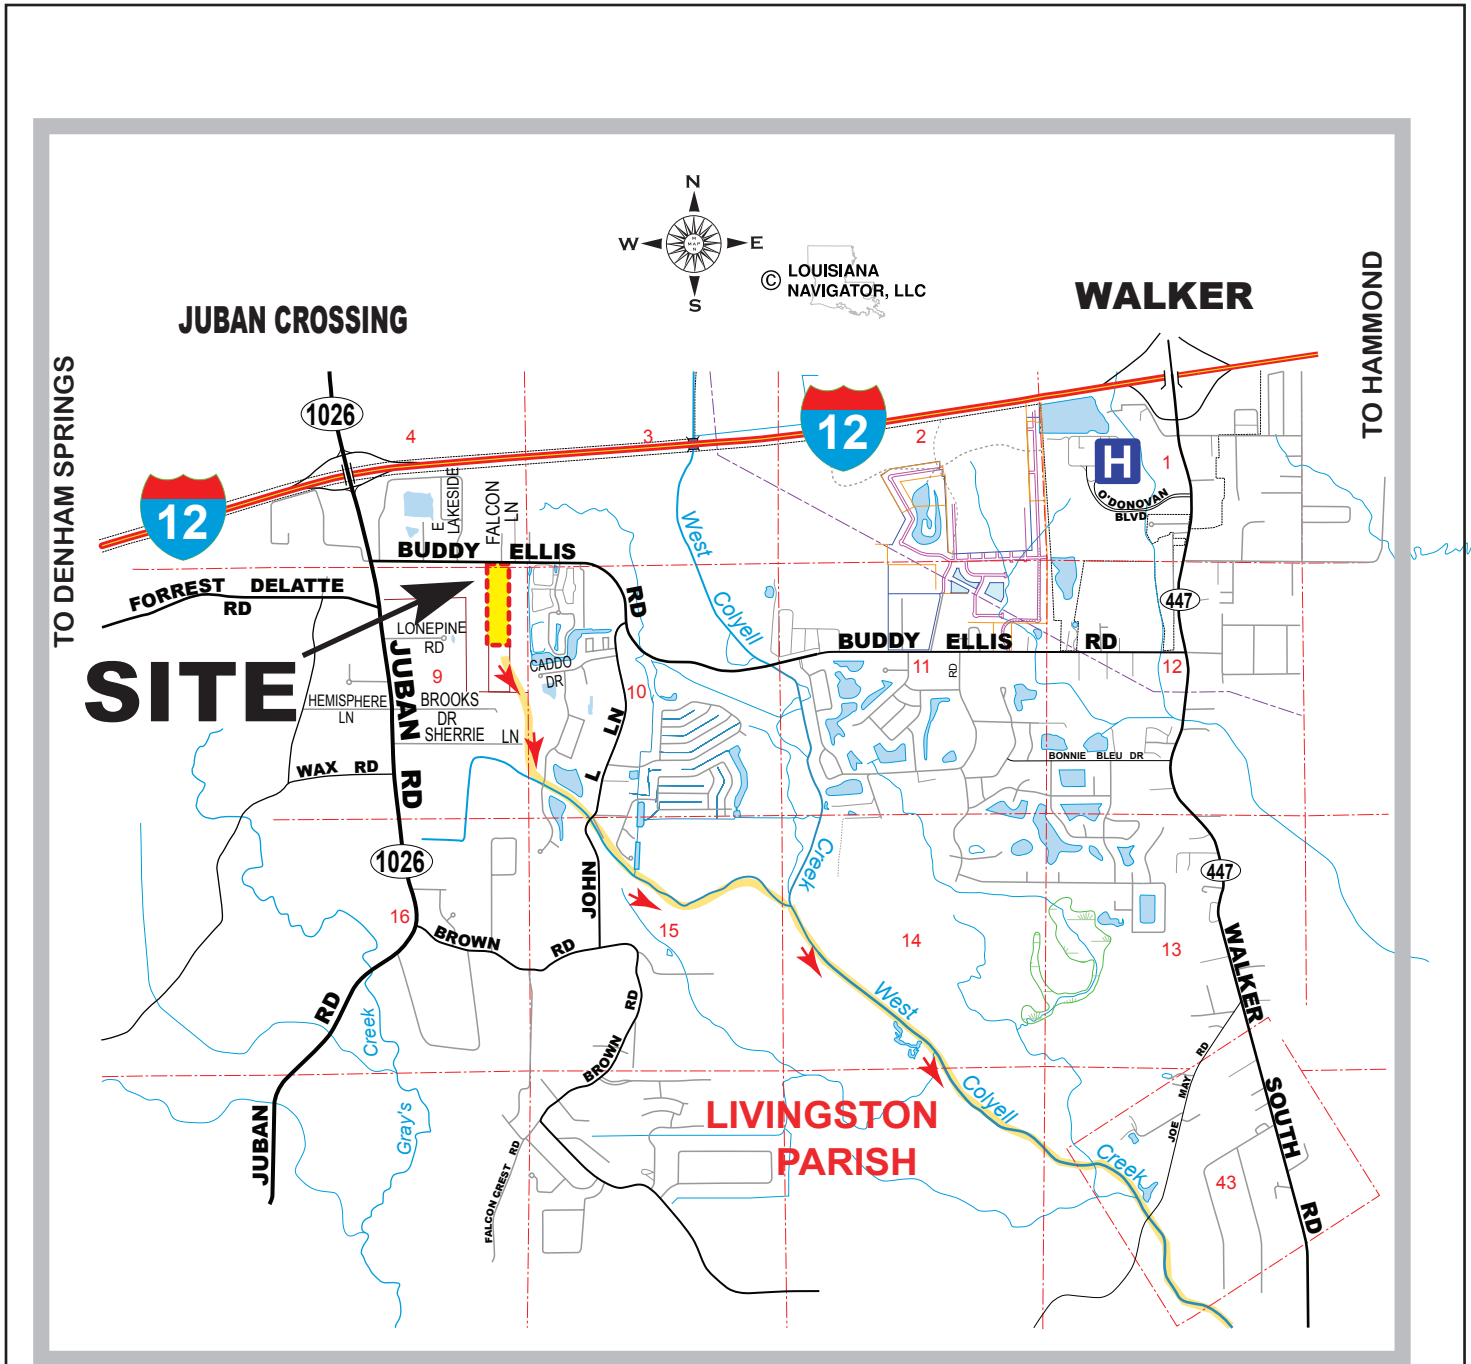 N
W
E
S
N
MAP
N
©
LOUISIANA
NAVIGATOR, LLC
JUBAN CROSSING
WALKER
TO DENHAM SPRINGS
TO HAMMOND
1026
4
3
2
1
12
12
H
O'DONOVAN
BLVD
E LAKESIDE
FALCON
LN
BUDDY ELLIS
RD
FORREST DELATTE
RD
LONEPINE
RD
SITE
West
Colyell
Creek
447
BUDDY ELLIS RD
RD
11
12
9
10
CADDO
DR
HEMISPHERE
LN
BROOKS
DR
SHERRIE LN
JUBAN
RD
WAX RD
L
LN
JOHN
BONNIE BLEU DR
1026
447
16
15
14
13
BROWN RD
BROWN
RD
JUBAN
RD
Creek
Gray's
FALCON CREST RD
LIVINGSTON
PARISH
West
Colyell
Creek
JOE MAY RD
WALKER
SOUTH
RD
43